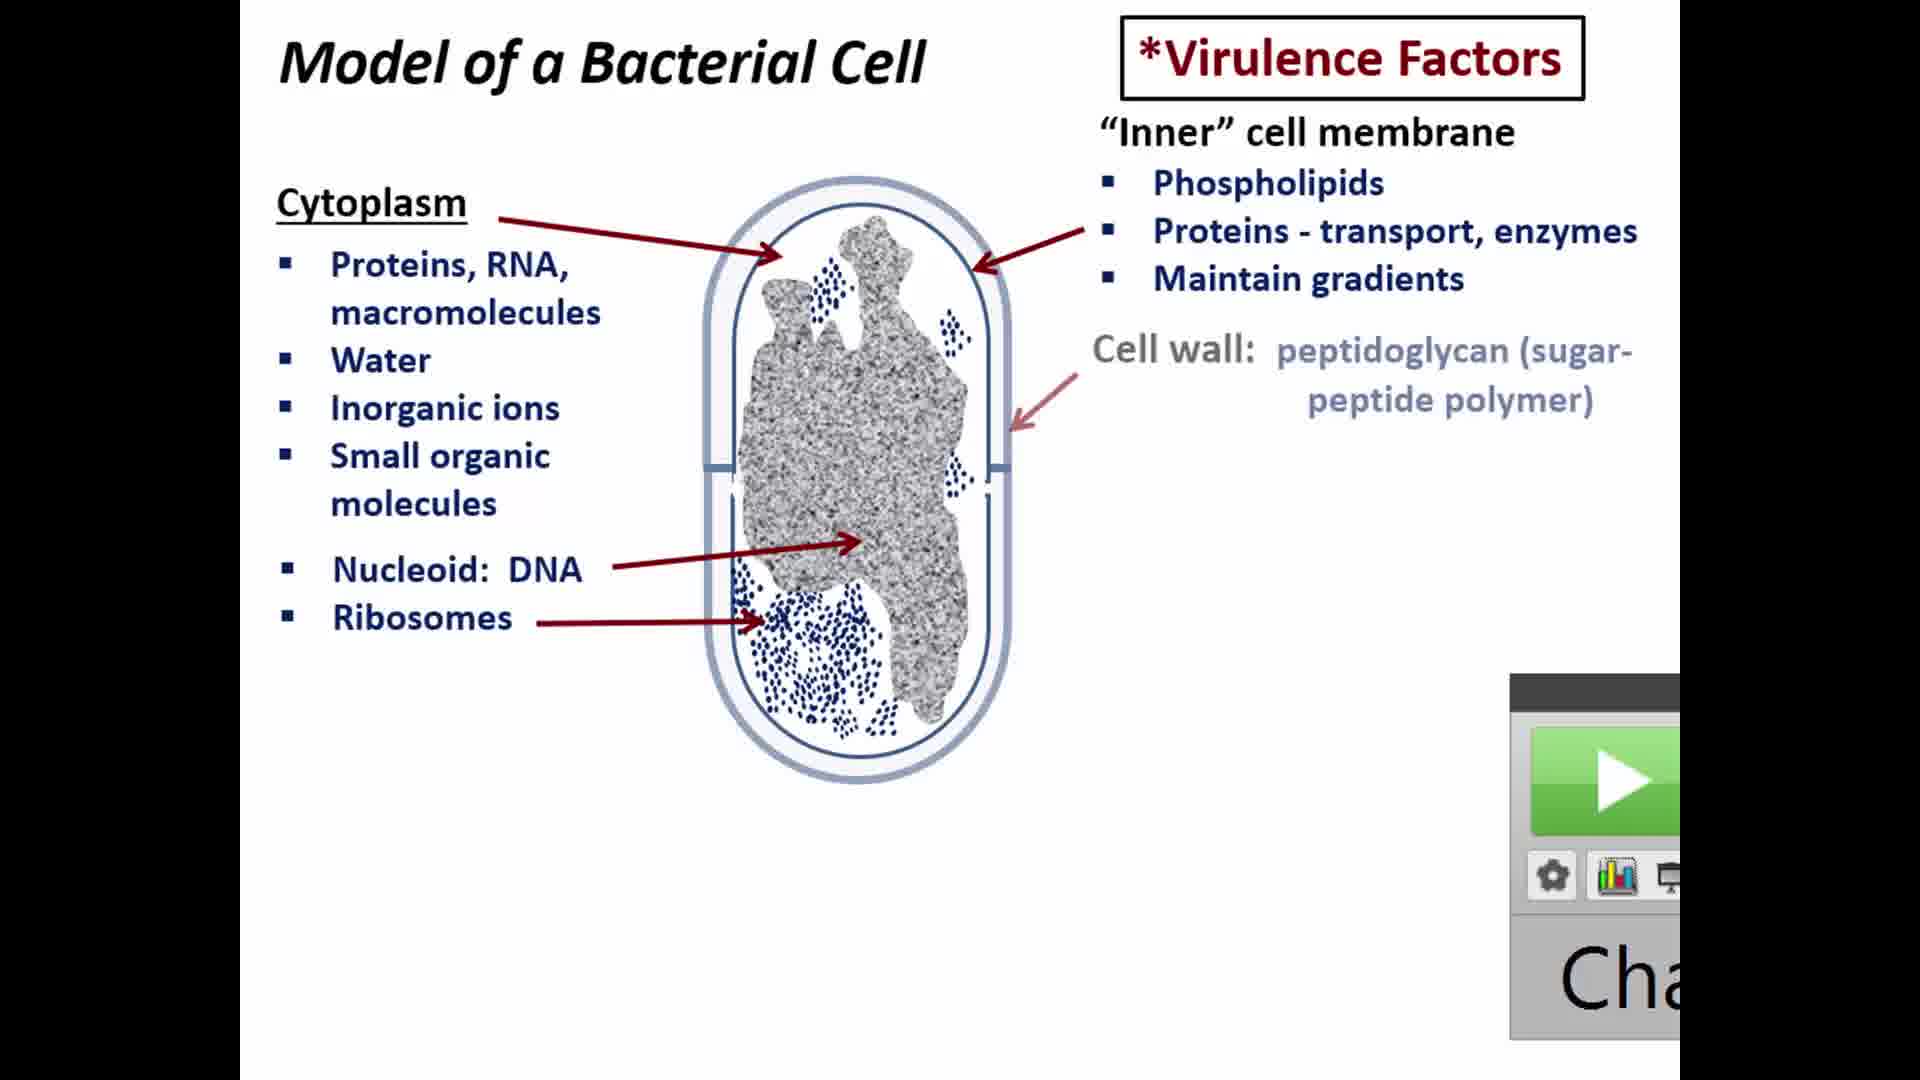 Model of a Bacterial Cell
*Virulence Factors
"Inner" cell membrane
▪ Phospholipids
▪ Proteins - transport, enzymes
▪ Maintain gradients
Cell wall: peptidoglycan (sugar-
peptide polymer)
Cytoplasm
▪ Proteins, RNA,
macromolecules
▪ Water
▪ Inorganic ions
▪ Small organic
molecules
▪ Nucleoid: DNA
▪ Ribosomes